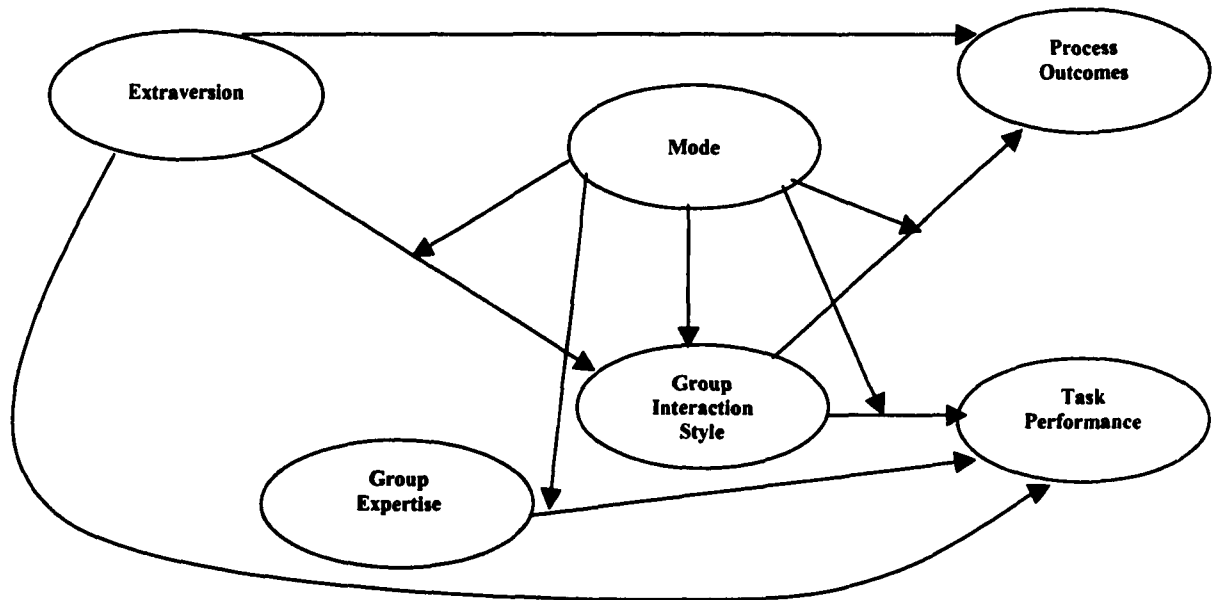 Process
Outcomes
Extraversion
Mode
Group
Interaction
Style
Task
Performance
Group
Expertise